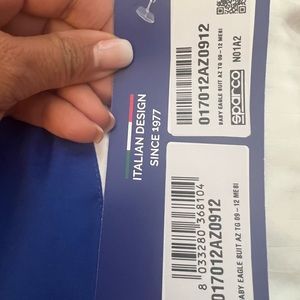 ITALIAN DESIGN
SINCE 1977
017012AZ0912
BABY EAGLE SUIT AZ TG 09-12 MESI
sparco
N01A2
8 033280 368104
017012AZ0912
BABY EAGLE SUIT AZ TG 09-12 MESI